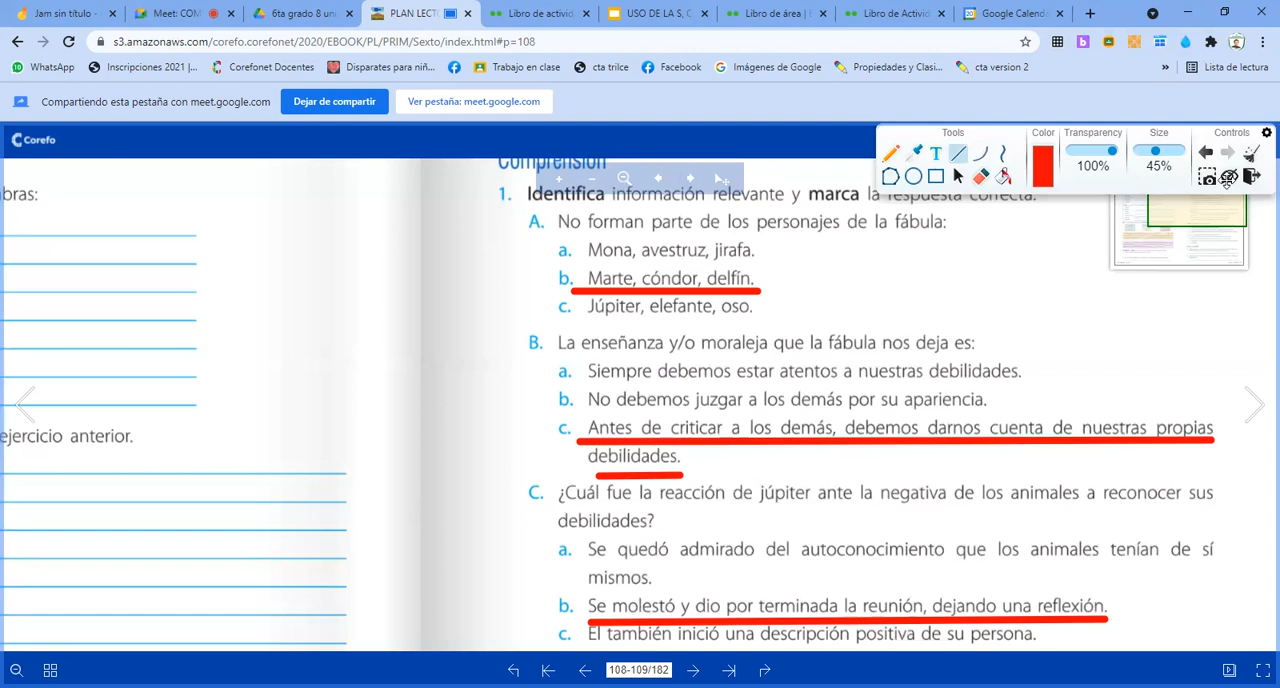 Jam sin título -
Meet: COM
6ta grado 8 uni
PLAN LECT
Libro de activid
USO DE LA S, C
Libro de área | E
Libro de Activid
Google Calenda
s3.amazonaws.com/corefo.corefonet/2020/EBOOK/PL/PRIM/Sexto/index.html#p=108
WhatsApp
Inscripciones 2021 |...
Corefonet Docentes
Disparates para niñ...
Trabajo en clase
cta trilce
Facebook
Imágenes de Google
Propiedades y Clasi...
cta version 2
»
Lista de lectura
Compartiendo esta pestaña con meet.google.com
Dejar de compartir
Ver pestaña: meet.google.com
Corefo
Tools
Color
Transparency
Size
Controls
100%
45%
bras:
ejercicio anterior.
Comprensión
1. Identifica información relevante y marca la respuesta correcta.
A. No forman parte de los personajes de la fábula:
a. Mona, avestruz, jirafa.
b. Marte, cóndor, delfín.
c. Júpiter, elefante, oso.
B. La enseñanza y/o moraleja que la fábula nos deja es:
a. Siempre debemos estar atentos a nuestras debilidades.
b. No debemos juzgar a los demás por su apariencia.
c. Antes de criticar a los demás, debemos darnos cuenta de nuestras propias
debilidades.
C. ¿Cuál fue la reacción de júpiter ante la negativa de los animales a reconocer sus
debilidades?
a. Se quedó admirado del autoconocimiento que los animales tenían de sí
mismos.
b. Se molestó y dio por terminada la reunión, dejando una reflexión.
c. El también inició una descripción positiva de su persona.
108-109/182